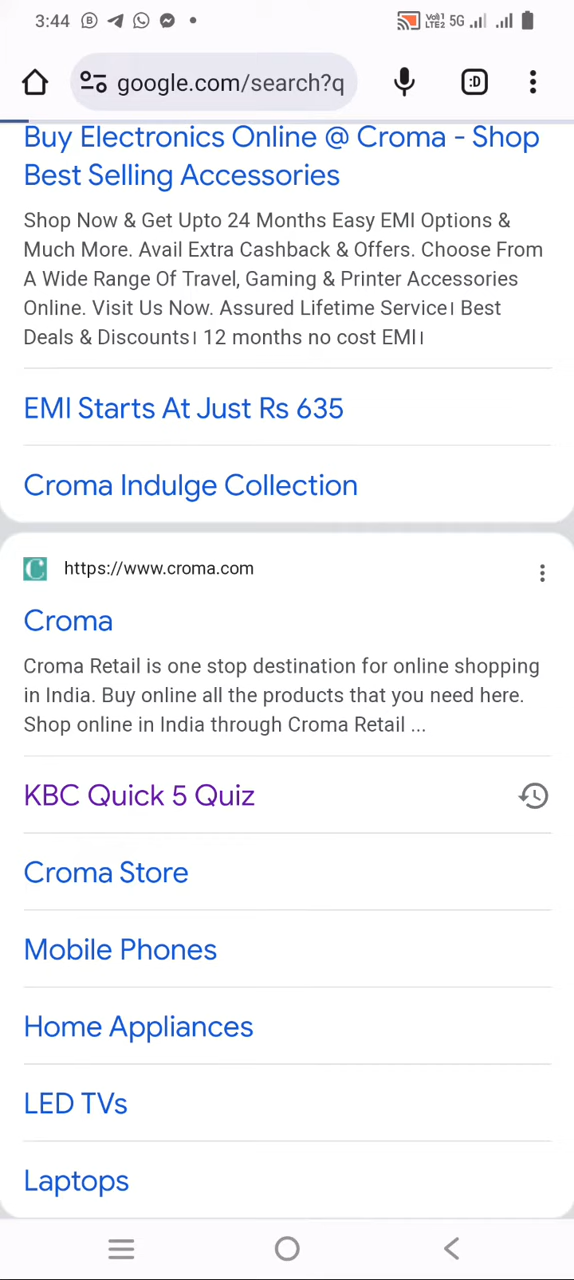 3:44
VoWi 1
LTE2
5G
google.com/search?q
:D
Buy Electronics Online @ Croma - Shop
Best Selling Accessories
Shop Now & Get Upto 24 Months Easy EMI Options &
Much More. Avail Extra Cashback & Offers. Choose From
A Wide Range Of Travel, Gaming & Printer Accessories
Online. Visit Us Now. Assured Lifetime Service। Best
Deals & Discounts। 12 months no cost EMI।
EMI Starts At Just Rs 635
Croma Indulge Collection
https://www.croma.com
Croma
Croma Retail is one stop destination for online shopping
in India. Buy online all the products that you need here.
Shop online in India through Croma Retail ...
KBC Quick 5 Quiz
Croma Store
Mobile Phones
Home Appliances
LED TVs
Laptops